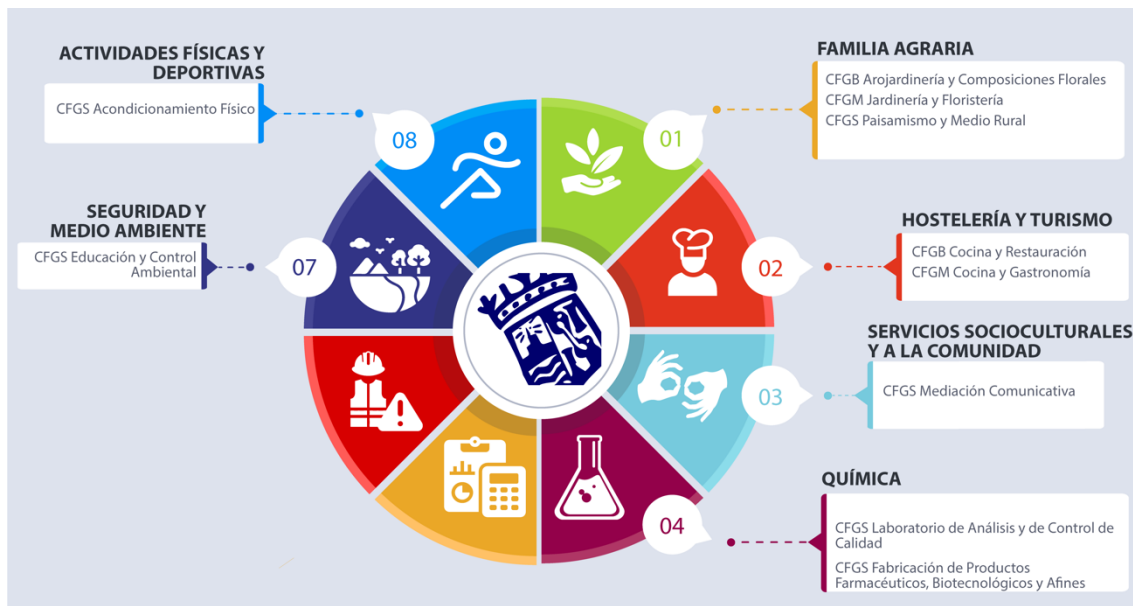 ACTIVIDADES FÍSICAS Y
DEPORTIVAS
CFGS Acondicionamiento Físico
08
FAMILIA AGRARIA
CFGB Arojardinería y Composiciones Florales
CFGM Jardinería y Floristería
CFGS Paisamismo y Medio Rural
01
SEGURIDAD Y
MEDIO AMBIENTE
CFGS Educación y Control
Ambiental
07
HOSTELERÍA Y TURISMO
CFGB Cocina y Restauración
CFGM Cocina y Gastronomía
02
SERVICIOS SOCIOCULTURALES
Y A LA COMUNIDAD
CFGS Mediación Comunicativa
03
QUÍMICA
CFGS Laboratorio de Análisis y de Control de
Calidad
CFGS Fabricación de Productos
Farmacéuticos, Biotecnológicos y Afines
04